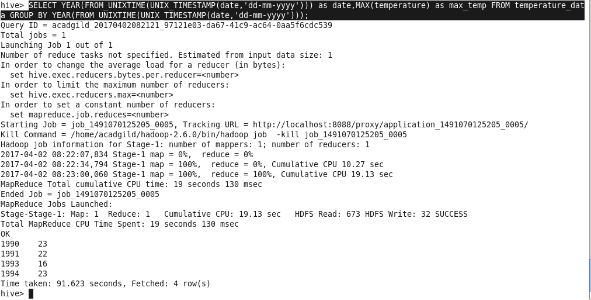 hive> SELECT YEAR(FROM_UNIXTIME(UNIX_TIMESTAMP(date,'dd-mm-yyyy'))) as date,MAX(temperature) as max_temp FROM temperature_dat
a GROUP BY YEAR(FROM_UNIXTIME(UNIX_TIMESTAMP(date,'dd-mm-yyyy')));
Query ID = acadgild_20170402082121_97121e03-da67-41c9-ac64-0aa5f6cdc539
Total jobs = 1
Launching Job 1 out of 1
Number of reduce tasks not specified. Estimated from input data size: 1
In order to change the average load for a reducer (in bytes):
  set hive.exec.reducers.bytes.per.reducer=<number>
In order to limit the maximum number of reducers:
  set hive.exec.reducers.max=<number>
In order to set a constant number of reducers:
  set mapreduce.job.reduces=<number>
Starting Job = job_1491070125205_0005, Tracking URL = http://localhost:8088/proxy/application_1491070125205_0005/
Kill Command = /home/acadgild/hadoop-2.6.0/bin/hadoop job  -kill job_1491070125205_0005
Hadoop job information for Stage-1: number of mappers: 1; number of reducers: 1
2017-04-02 08:22:07,834 Stage-1 map = 0%,  reduce = 0%
2017-04-02 08:22:34,794 Stage-1 map = 100%,  reduce = 0%, Cumulative CPU 10.27 sec
2017-04-02 08:23:00,060 Stage-1 map = 100%,  reduce = 100%, Cumulative CPU 19.13 sec
MapReduce Total cumulative CPU time: 19 seconds 130 msec
Ended Job = job_1491070125205_0005
MapReduce Jobs Launched:
Stage-Stage-1: Map: 1  Reduce: 1   Cumulative CPU: 19.13 sec   HDFS Read: 673 HDFS Write: 32 SUCCESS
Total MapReduce CPU Time Spent: 19 seconds 130 msec
OK
1990    23
1991    22
1993    16
1994    23
Time taken: 91.623 seconds, Fetched: 4 row(s)
hive>